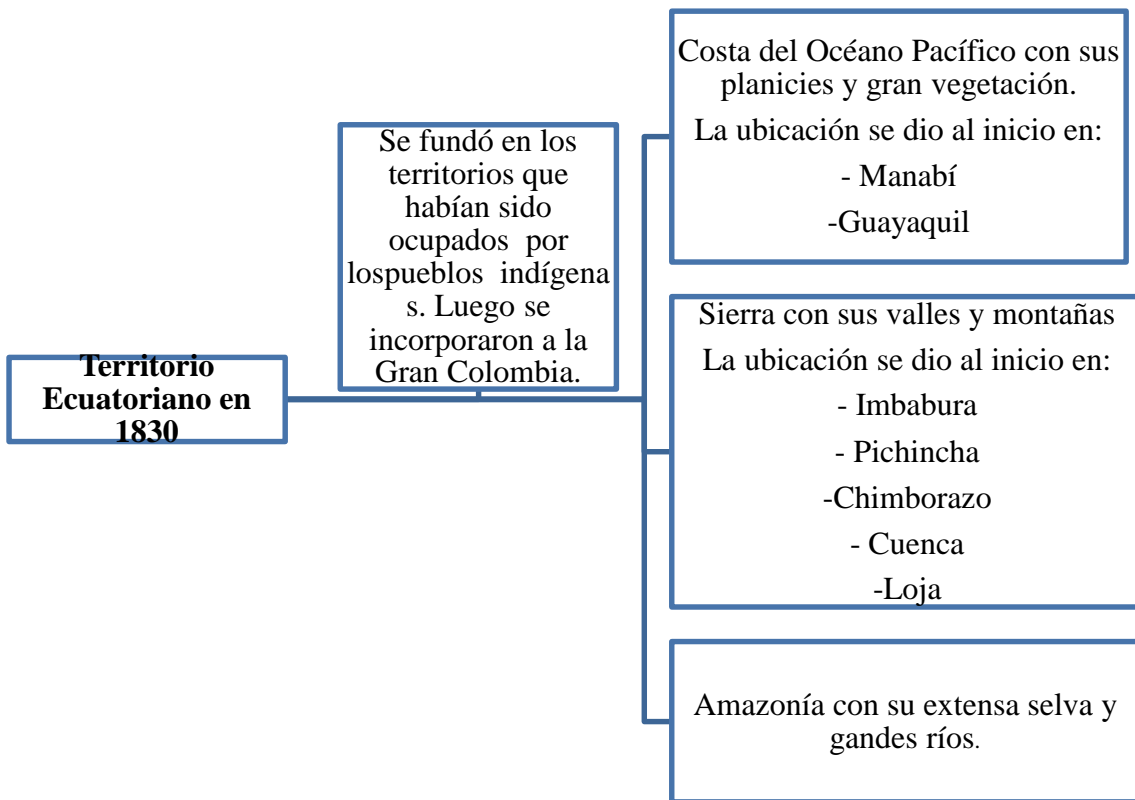 Territorio
Ecuatoriano en
1830
Se fundó en los
territorios que
habían sido
ocupados por
lospueblos indígena
s. Luego se
incorporaron a la
Gran Colombia.
Costa del Océano Pacífico con sus
planicies y gran vegetación.
La ubicación se dio al inicio en:
- Manabí
-Guayaquil
Sierra con sus valles y montañas
La ubicación se dio al inicio en:
- Imbabura
- Pichincha
-Chimborazo
- Cuenca
-Loja
Amazonía con su extensa selva y
gandes ríos.